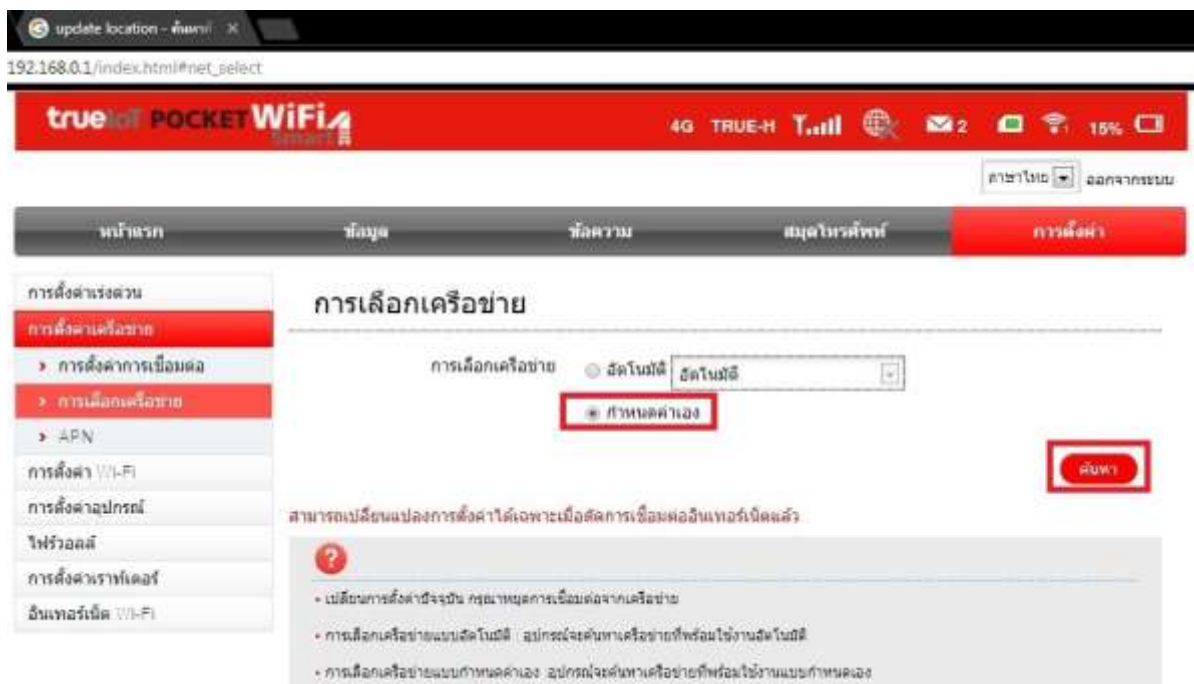 update location - ค้นหา
192.168.0.1/index.html#net_select
trueIoT POCKET WiFi Smart
4G TRUE-H 2 15%
ภาษาไทย ออกจากระบบ
หน้าแรก ข้อมูล ข้อความ สมุดโทรศัพท์ การตั้งค่า
การตั้งค่าเร่งด่วน
การตั้งค่าเครือข่าย
การตั้งค่าการเชื่อมต่อ
การเลือกเครือข่าย
APN
การตั้งค่า Wi-Fi
การตั้งค่าอุปกรณ์
ไฟร์วอลล์
การตั้งค่าเราท์เตอร์
อินเทอร์เน็ต Wi-Fi
การเลือกเครือข่าย
การเลือกเครือข่าย อัตโนมัติ อัตโนมัติ
กำหนดค่าเอง
ค้นหา
สามารถเปลี่ยนแปลงการตั้งค่าได้เฉพาะเมื่อตัดการเชื่อมต่ออินเทอร์เน็ตแล้ว
?
• เปลี่ยนการตั้งค่าปัจจุบัน กรุณาหยุดการเชื่อมต่อจากเครือข่าย
• การเลือกเครือข่ายแบบอัตโนมัติ : อุปกรณ์จะค้นหาเครือข่ายที่พร้อมใช้งานอัตโนมัติ
• การเลือกเครือข่ายแบบกำหนดค่าเอง อุปกรณ์จะค้นหาเครือข่ายที่พร้อมใช้งานแบบกำหนดเอง